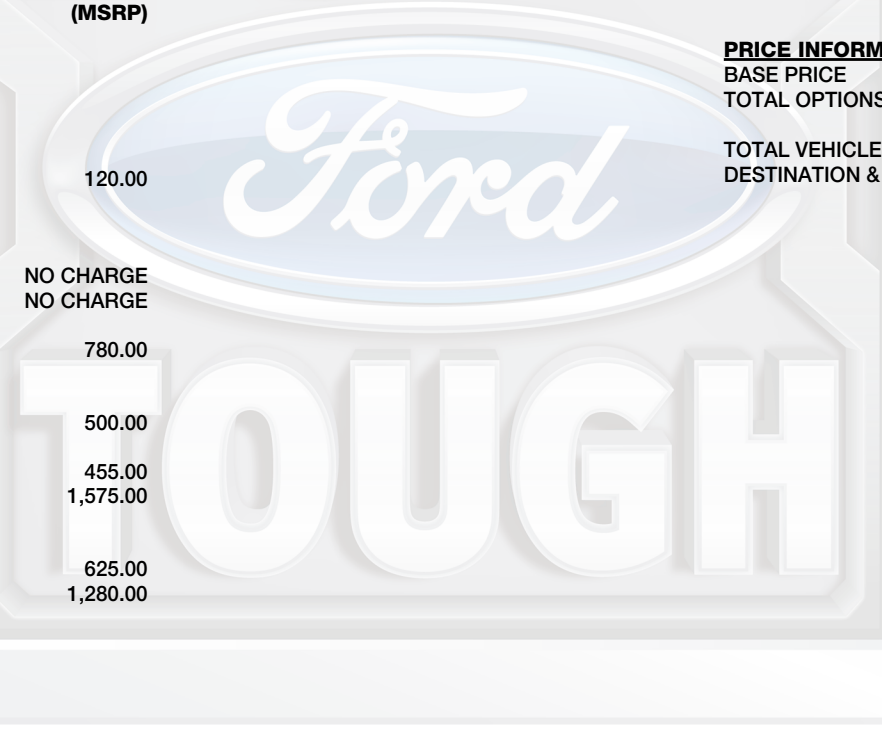 (MSRP)
120.00
NO CHARGE
NO CHARGE
780.00
500.00
455.00
1,575.00
625.00
1,280.00
PRICE INFORM
BASE PRICE
TOTAL OPTIONS
TOTAL VEHICLE
DESTINATION &
Ford
TOUGH